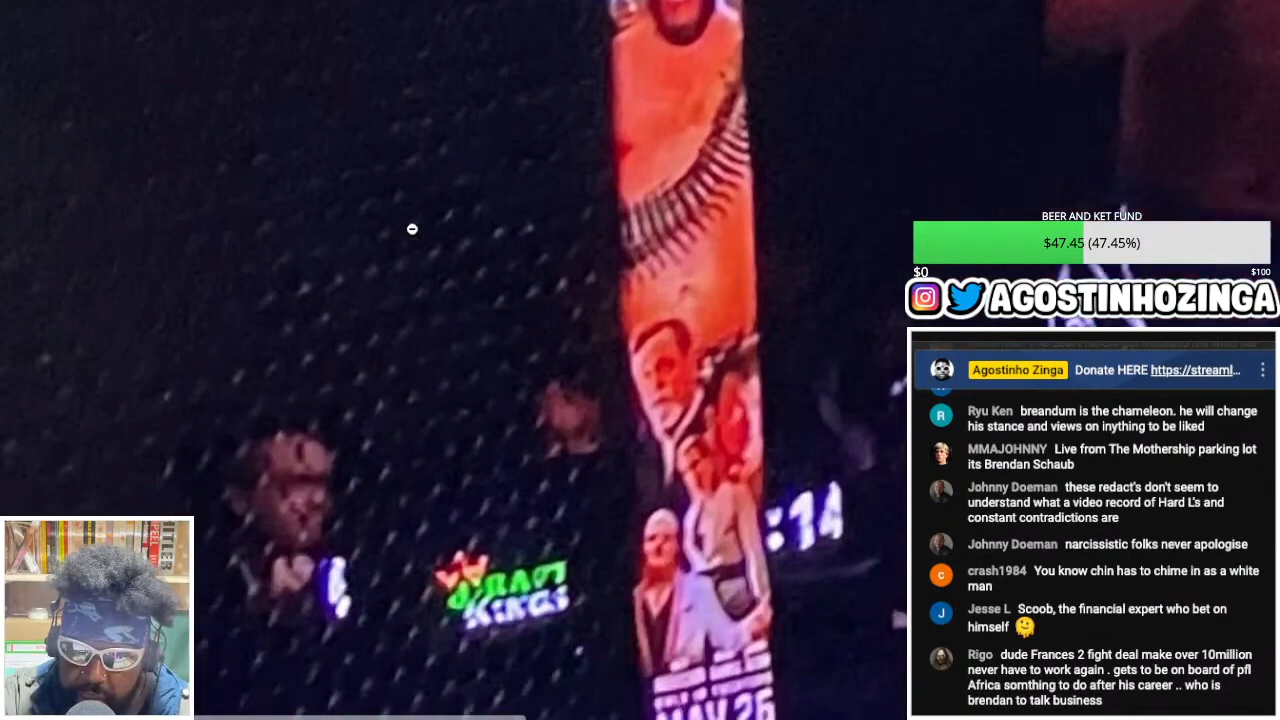 BEER AND KET FUND
$47.45 (47.45%)
$0
$100
AGOSTINHOZINGA
Agostinho Zinga Donate HERE https://streaml...
Ryu Ken breandum is the chameleon. he will change
his stance and views on inything to be liked
MMAJOHNNY Live from The Mothership parking lot
its Brendan Schaub
Johnny Doeman these redact's don't seem to
understand what a video record of Hard L's and
constant contradictions are
Johnny Doeman narcissistic folks never apologise
crash1984 You know chin has to chime in as a white
man
Jesse L Scoob, the financial expert who bet on
himself
Rigo dude Frances 2 fight deal make over 10million
never have to work again . gets to be on board of pfl
Africa somthing to do after his career .. who is
brendan to talk business
:14
DRAFT
KINGS
MAY 26